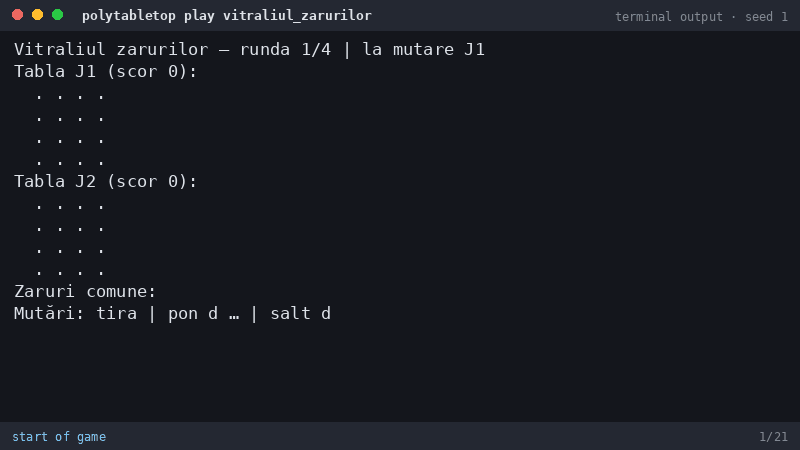 polytabletop play vitraliul_zarurilor
terminal output · seed 1
Vitraliul zarurilor — runda 1/4 | la mutare J1
Tabla J1 (scor 0):
. . . .
. . . .
. . . .
. . . .
Tabla J2 (scor 0):
. . . .
. . . .
. . . .
. . . .
Zaruri comune:
Mutări: tira | pon d … | salt d
start of game
1/21